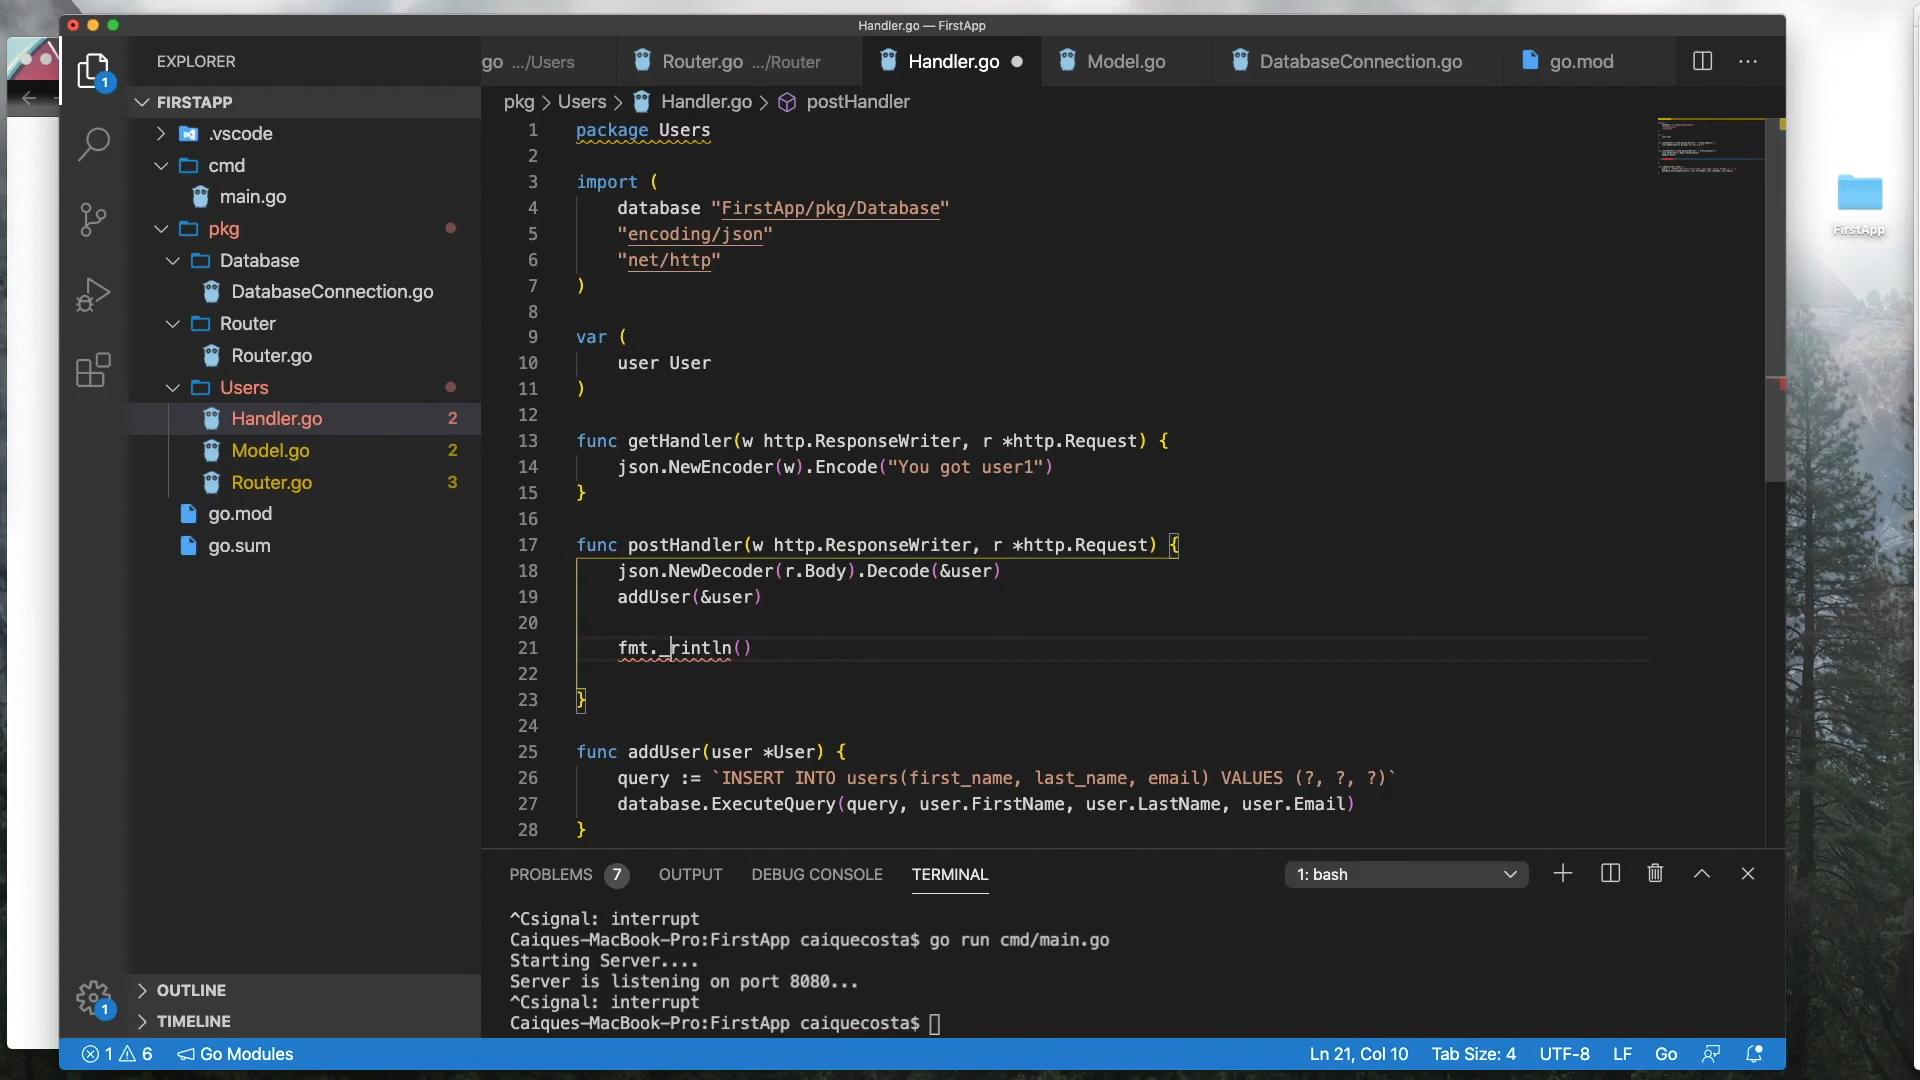 Handler.go — FirstApp
EXPLORER
go .../Users
Router.go .../Router
Handler.go
Model.go
DatabaseConnection.go
go.mod
1
FIRSTAPP
pkg > Users > Handler.go > postHandler
.vscode
cmd
main.go
pkg
Database
DatabaseConnection.go
Router
Router.go
Users
Handler.go 2
Model.go 2
Router.go 3
go.mod
go.sum
OUTLINE
TIMELINE
1
1 package Users
2
3 import (
4 database "FirstApp/pkg/Database"
5 "encoding/json"
6 "net/http"
7 )
8
9 var (
10 user User
11 )
12
13 func getHandler(w http.ResponseWriter, r *http.Request) {
14 json.NewEncoder(w).Encode("You got user1")
15 }
16
17 func postHandler(w http.ResponseWriter, r *http.Request) {
18 json.NewDecoder(r.Body).Decode(&user)
19 addUser(&user)
20
21 fmt._rintln()
22
23 }
24
25 func addUser(user *User) {
26 query := `INSERT INTO users(first_name, last_name, email) VALUES (?, ?, ?)`
27 database.ExecuteQuery(query, user.FirstName, user.LastName, user.Email)
28 }
PROBLEMS 7 OUTPUT DEBUG CONSOLE TERMINAL 1: bash
^Csignal: interrupt
Caiques-MacBook-Pro:FirstApp caiquecosta$ go run cmd/main.go
Starting Server....
Server is listening on port 8080...
^Csignal: interrupt
Caiques-MacBook-Pro:FirstApp caiquecosta$
1 6 Go Modules Ln 21, Col 10 Tab Size: 4 UTF-8 LF Go
FirstApp